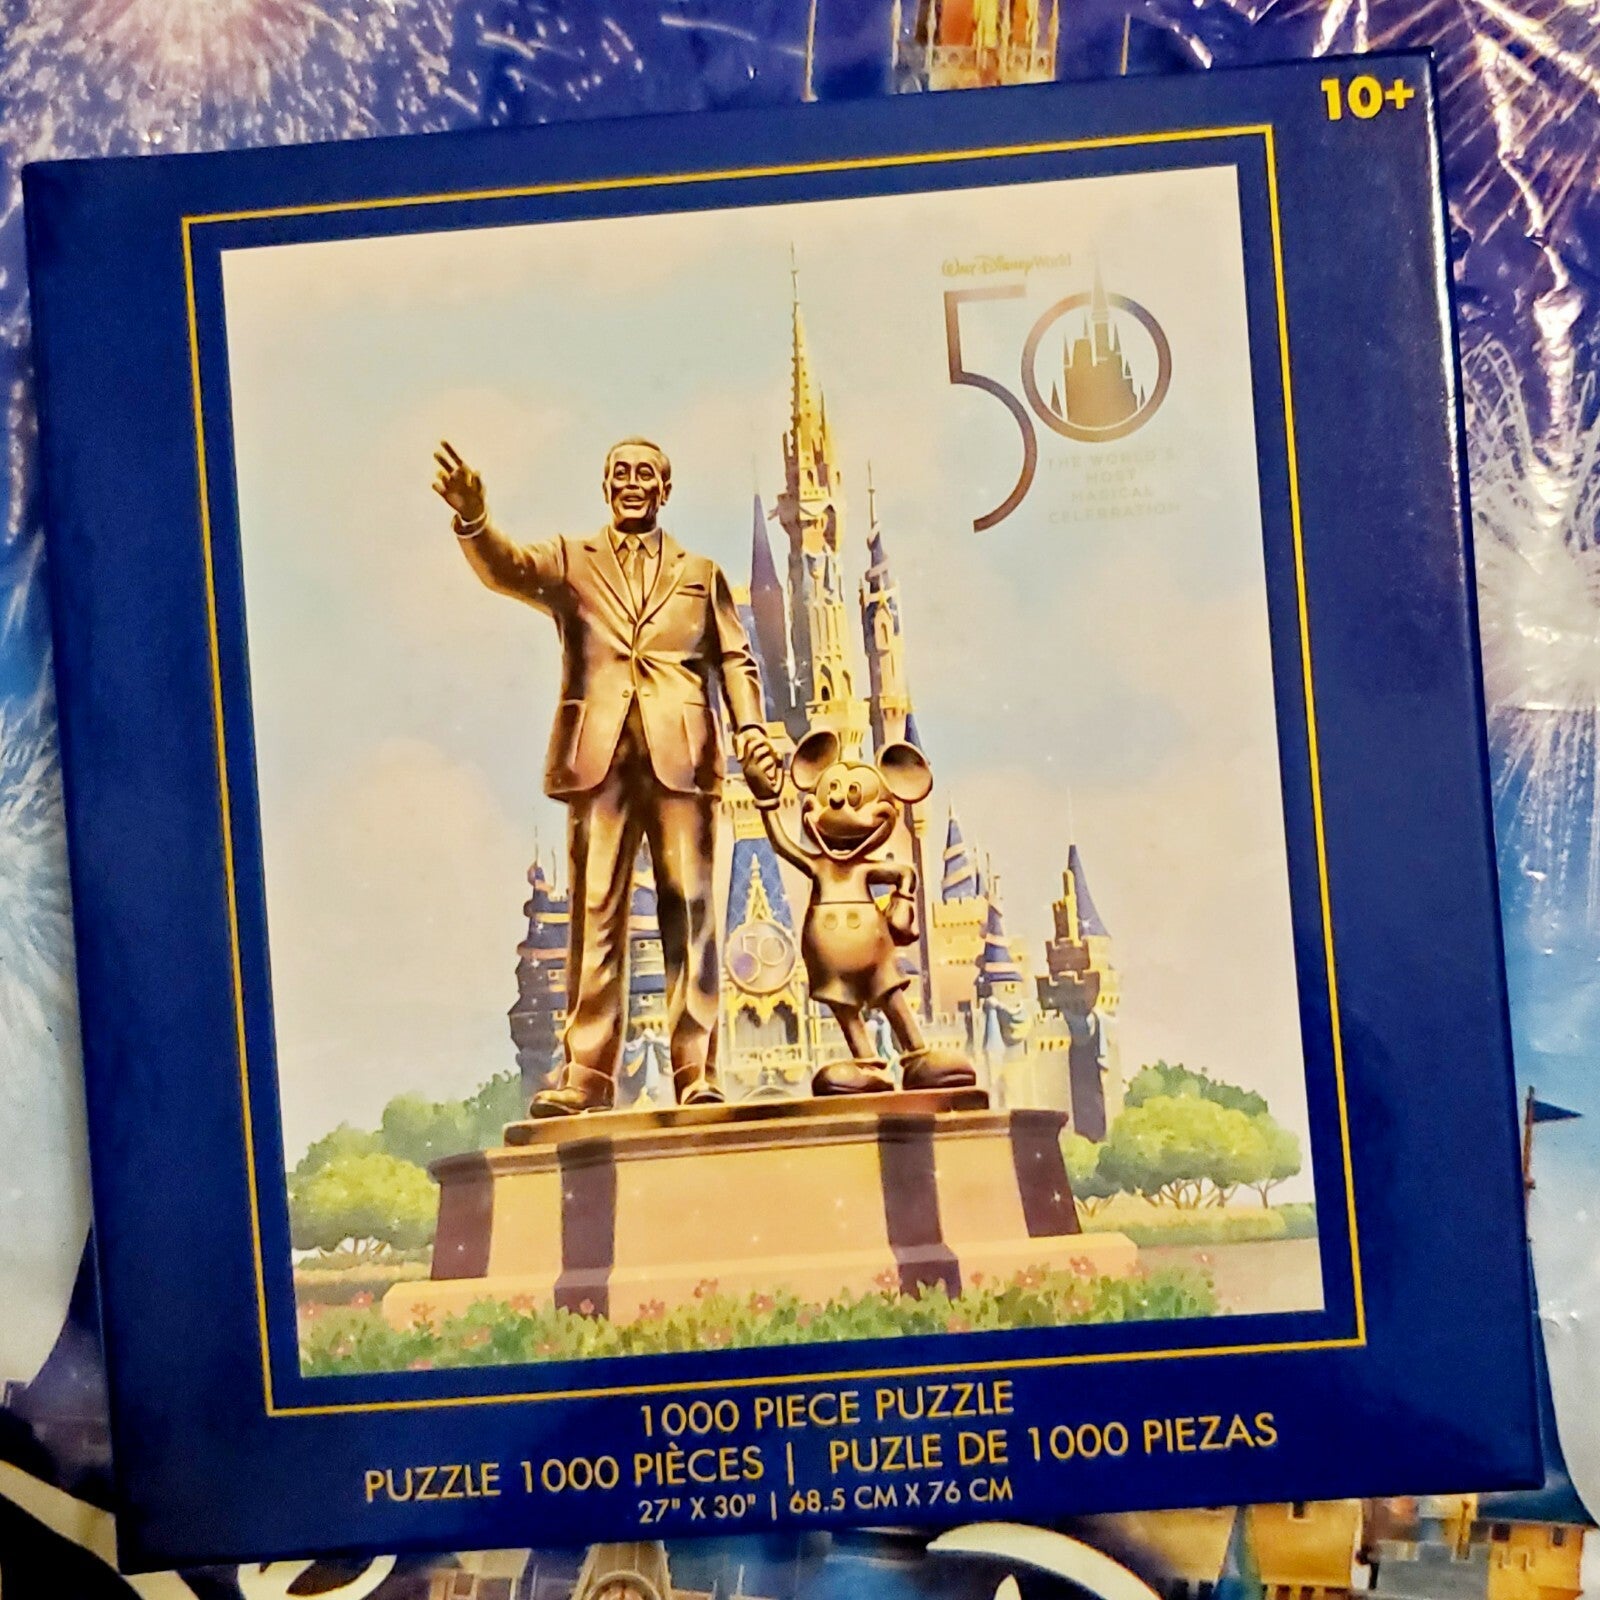 10+
Walt Disney World
50
THE WORLD'S
MOST
MAGICAL
CELEBRATION
50
1000 PIECE PUZZLE
PUZZLE 1000 PIÈCES | PUZLE DE 1000 PIEZAS
27" X 30" | 68.5 CM X 76 CM